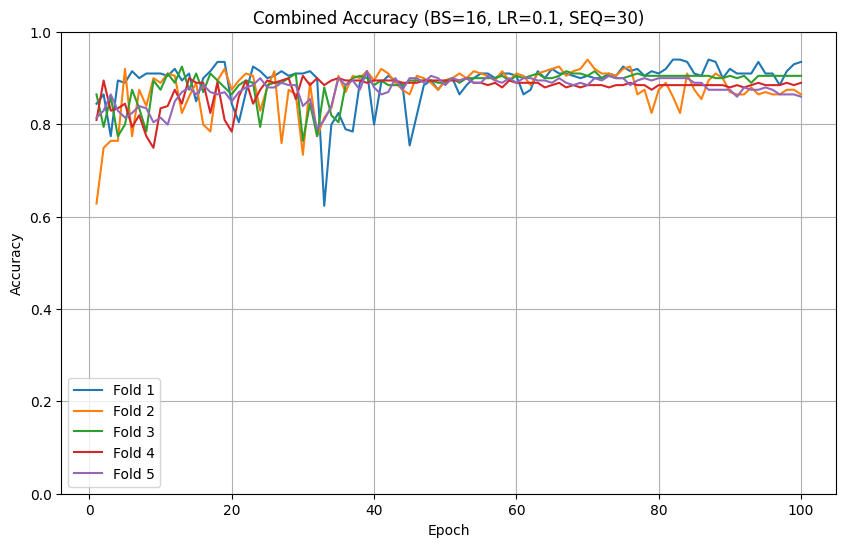 Combined Accuracy (BS=16, LR=0.1, SEQ=30)
1.0
0.8
0.6
0.4
0.2
0.0
Accuracy
Fold 1
Fold 2
Fold 3
Fold 4
Fold 5
0 20 40 60 80 100
Epoch